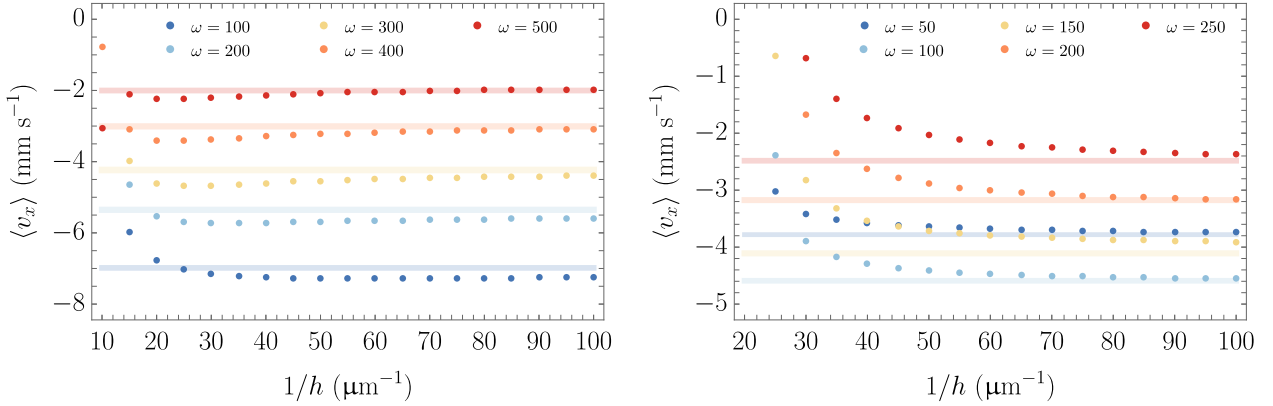 ω = 100 ω = 300 ω = 500
ω = 200 ω = 400
0
−2
−4
−6
−8
⟨v_x⟩ (mm s⁻¹)
10 20 30 40 50 60 70 80 90 100
1/h (µm⁻¹)
ω = 50 ω = 150 ω = 250
ω = 100 ω = 200
0
−1
−2
−3
−4
−5
⟨v_x⟩ (mm s⁻¹)
20 30 40 50 60 70 80 90 100
1/h (µm⁻¹)